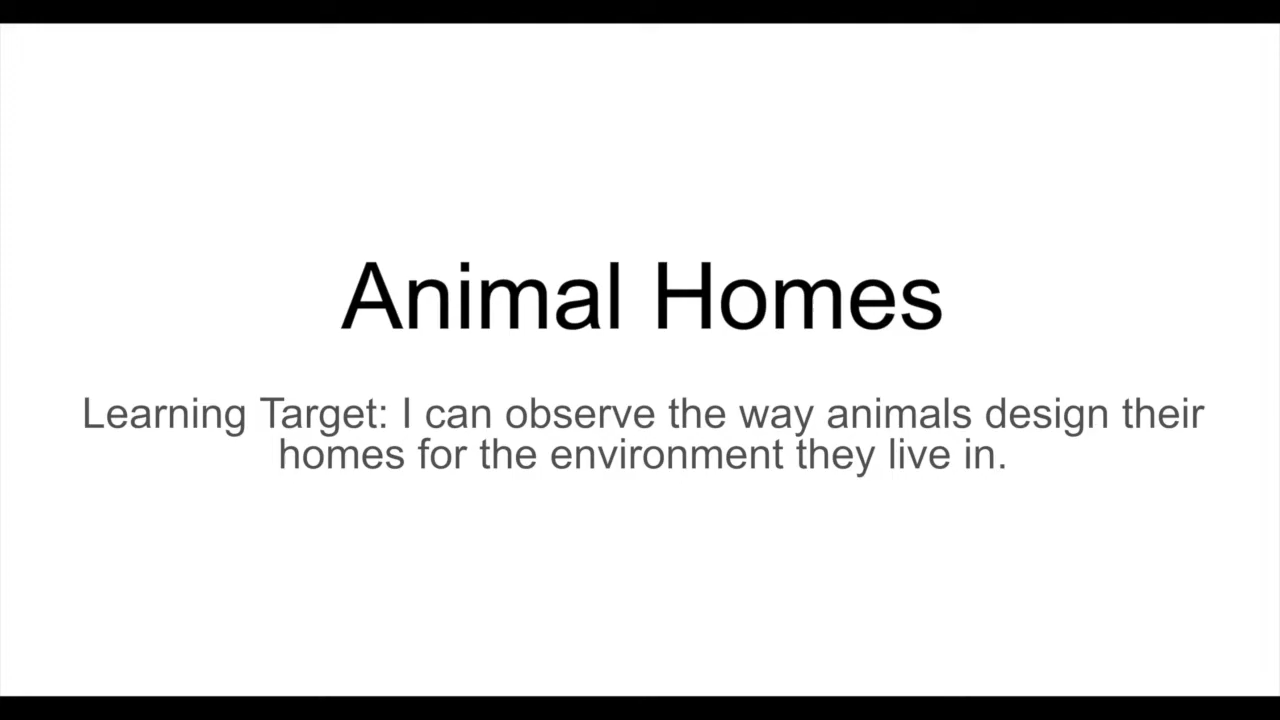 Animal Homes
Learning Target: I can observe the way animals design their
homes for the environment they live in.